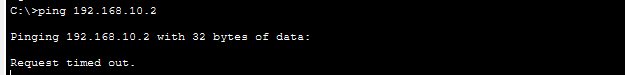 C:\>ping 192.168.10.2
Pinging 192.168.10.2 with 32 bytes of data:
Request timed out.